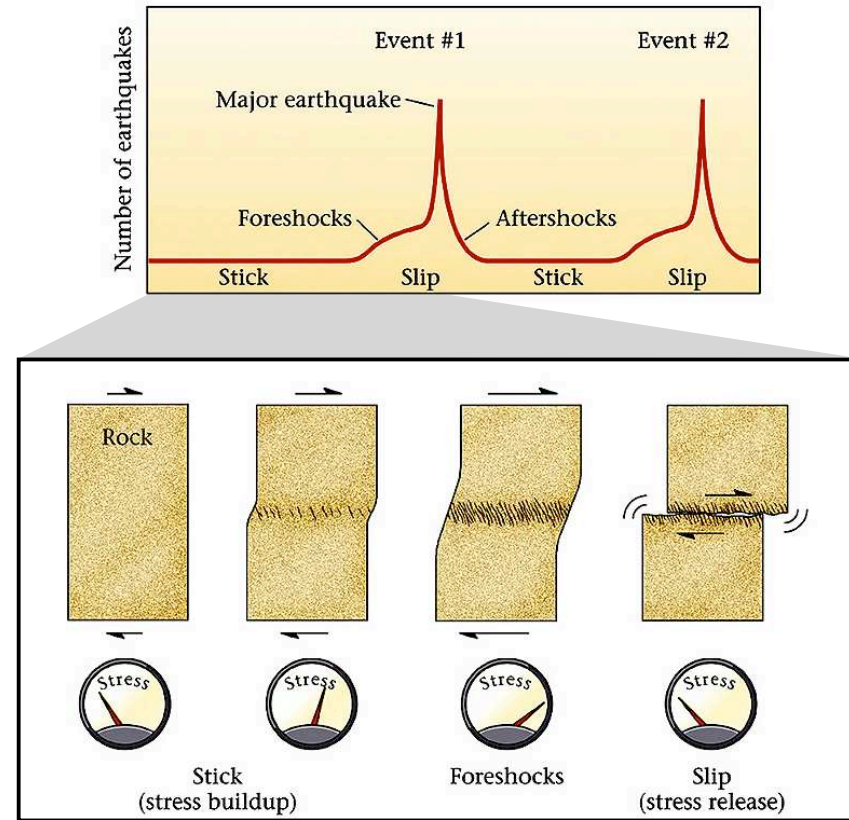 Number of earthquakes
Event #1
Event #2
Major earthquake
Foreshocks
Aftershocks
Stick
Slip
Stick
Slip
Rock
Stress
Stress
Stress
Stress
Stick
(stress buildup)
Foreshocks
Slip
(stress release)